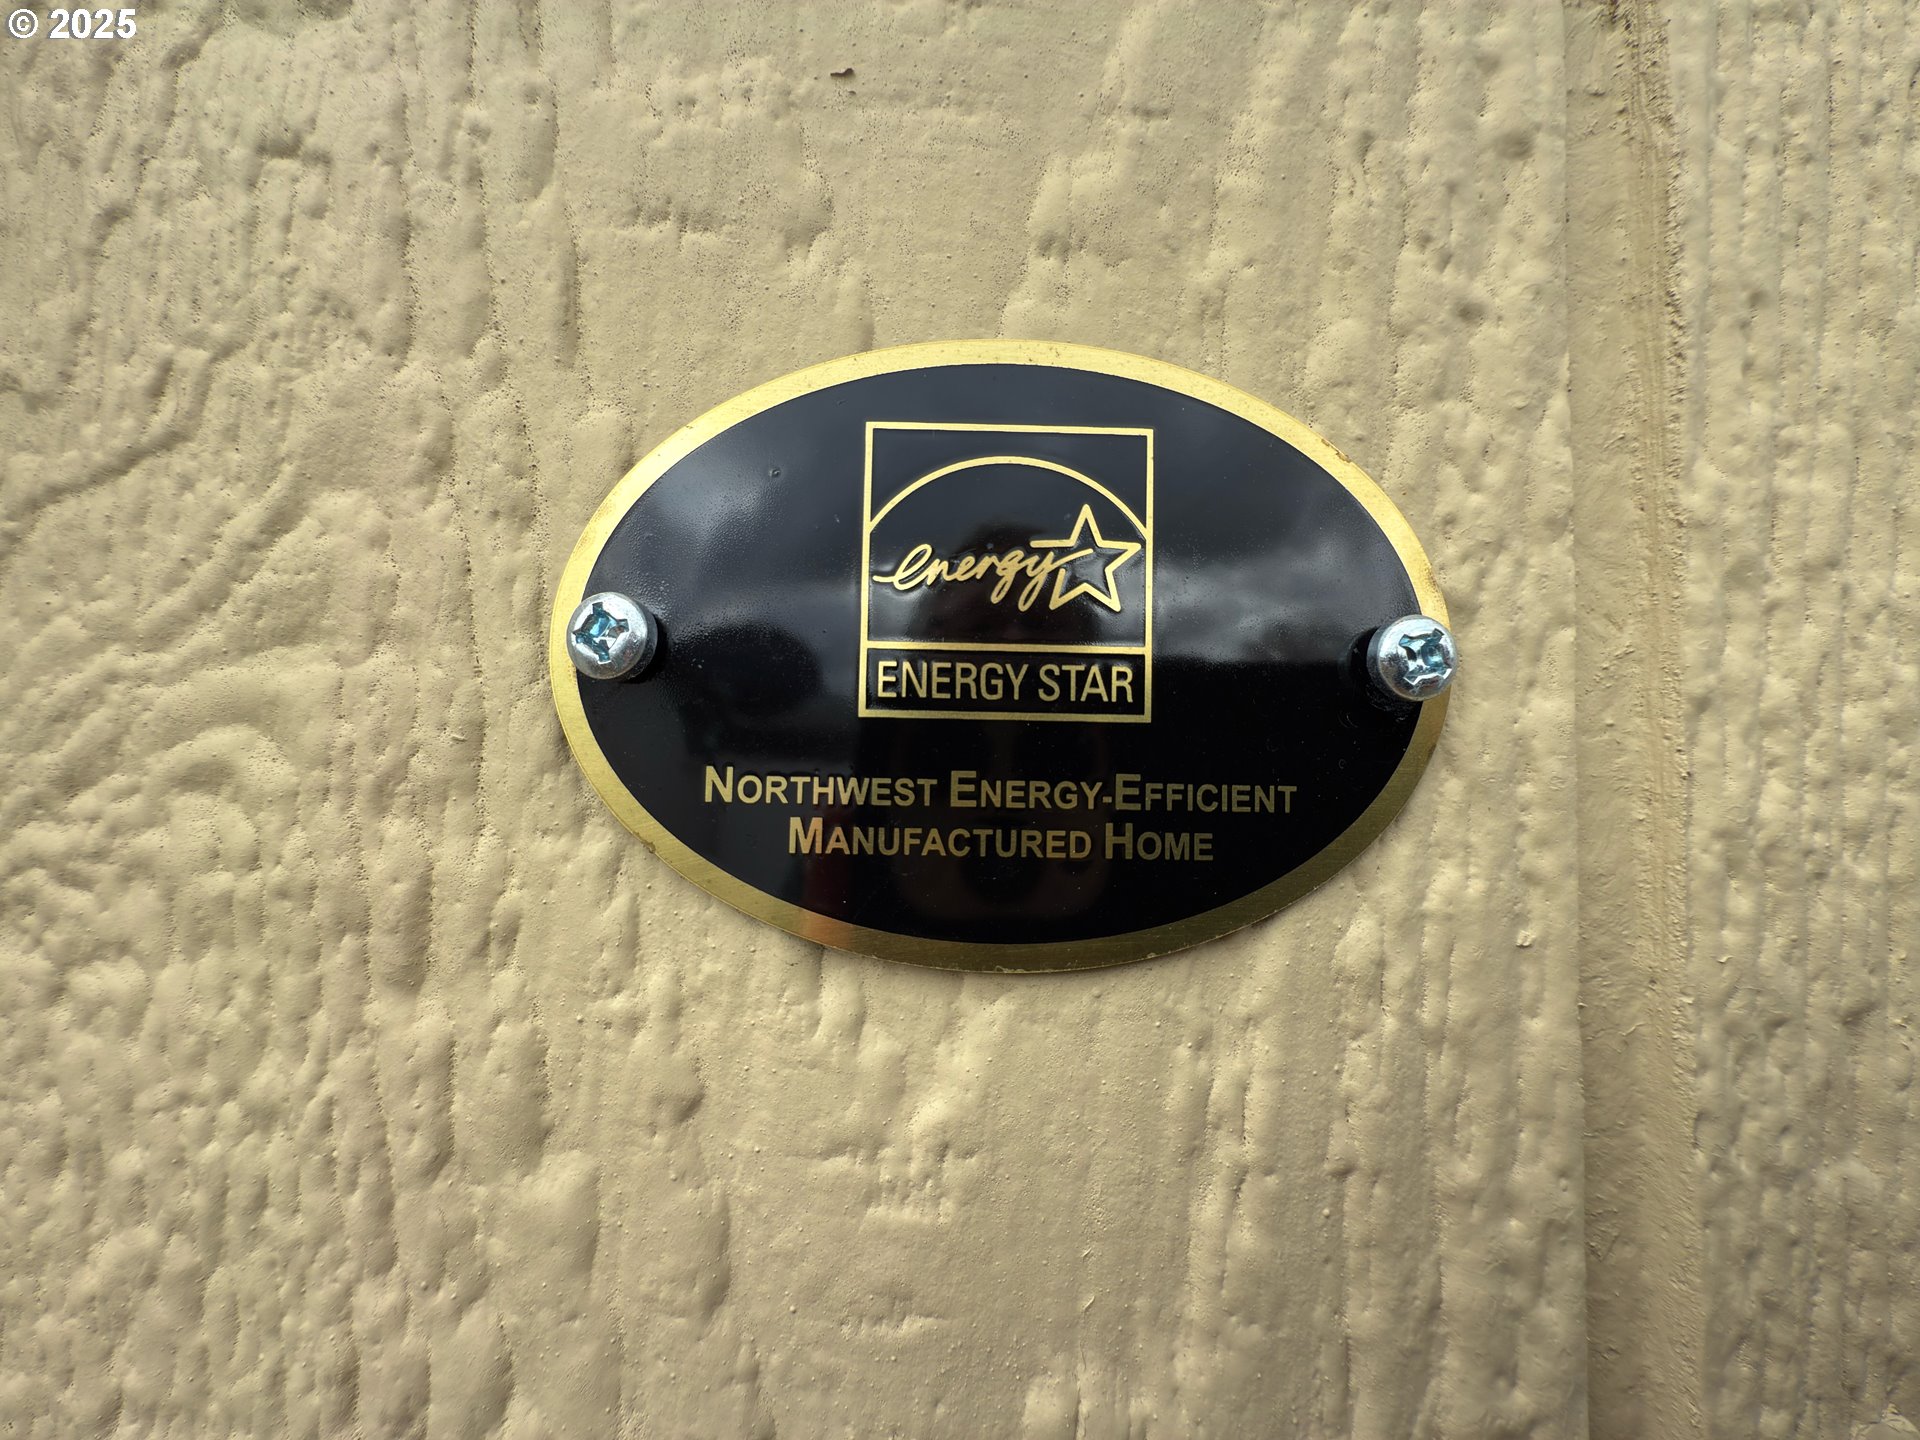 © 2025
energy
ENERGY STAR
NORTHWEST ENERGY-EFFICIENT
MANUFACTURED HOME